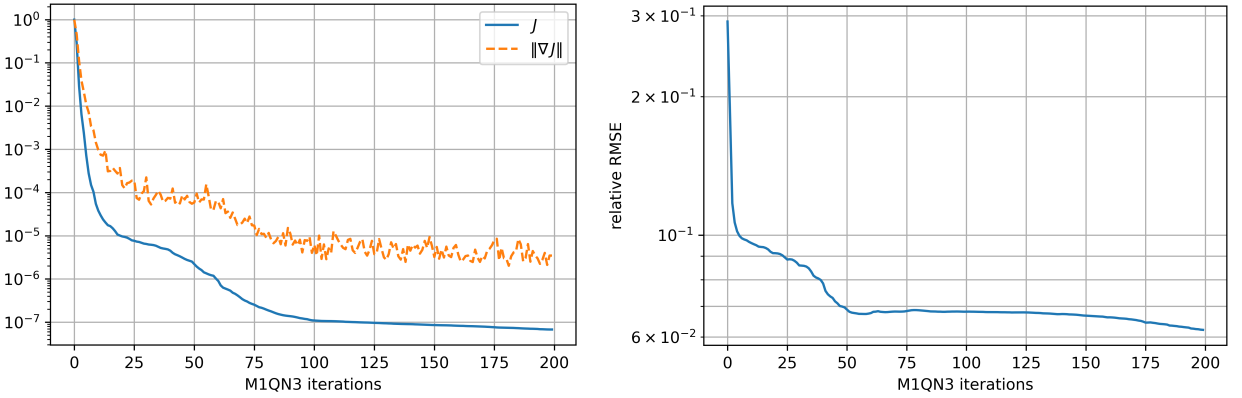 10⁰
10⁻¹
10⁻²
10⁻³
10⁻⁴
10⁻⁵
10⁻⁶
10⁻⁷
J
‖∇J‖
0 25 50 75 100 125 150 175 200
M1QN3 iterations
relative RMSE
3 × 10⁻¹
2 × 10⁻¹
10⁻¹
6 × 10⁻²
0 25 50 75 100 125 150 175 200
M1QN3 iterations